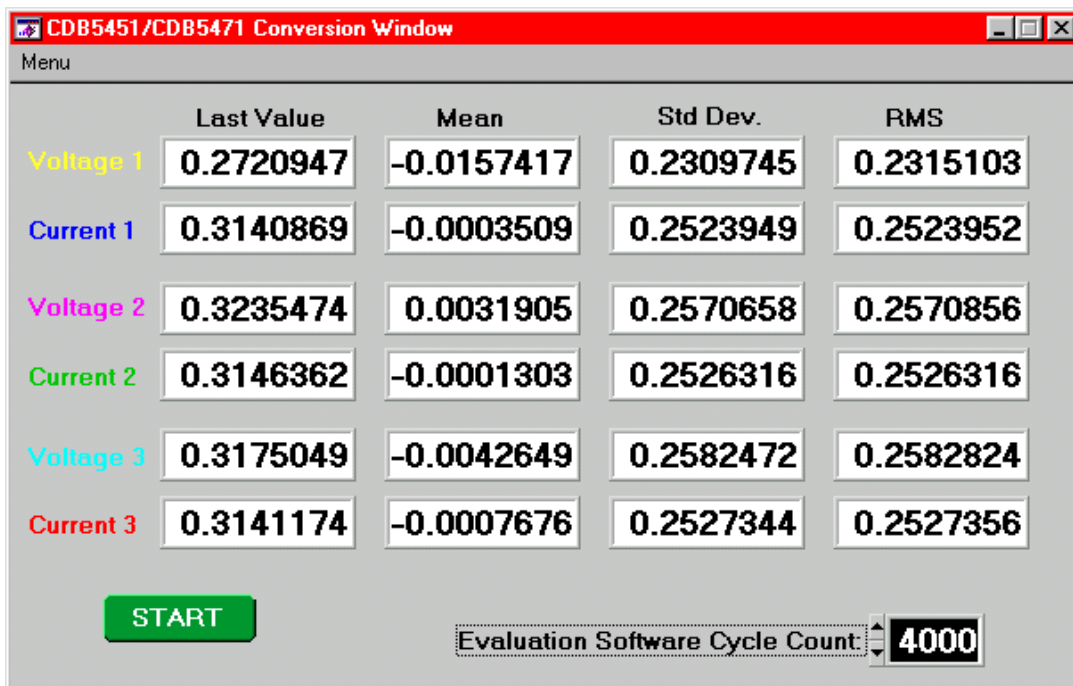 CDB5451/CDB5471 Conversion Window
Menu
Last Value Mean Std Dev. RMS
Voltage 1 0.2720947 -0.0157417 0.2309745 0.2315103
Current 1 0.3140869 -0.0003509 0.2523949 0.2523952
Voltage 2 0.3235474 0.0031905 0.2570658 0.2570856
Current 2 0.3146362 -0.0001303 0.2526316 0.2526316
Voltage 3 0.3175049 -0.0042649 0.2582472 0.2582824
Current 3 0.3141174 -0.0007676 0.2527344 0.2527356
START
Evaluation Software Cycle Count: 4000